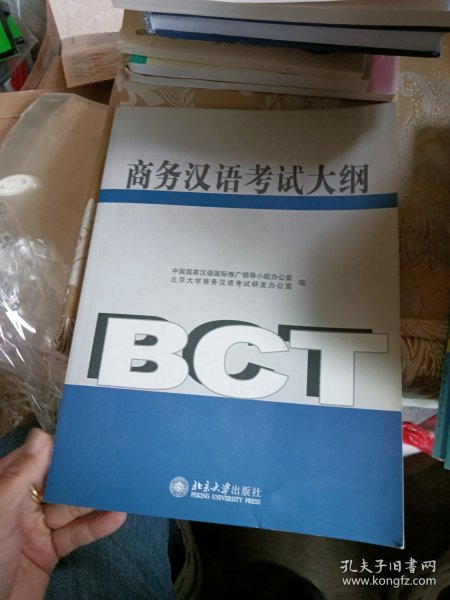 商务汉语考试大纲
中国国家汉语国际推广领导小组办公室
北京大学商务汉语考试研发办公室 编
BCT
北京大学出版社
PEKING UNIVERSITY PRESS
孔夫子旧书网
www.kongfz.com